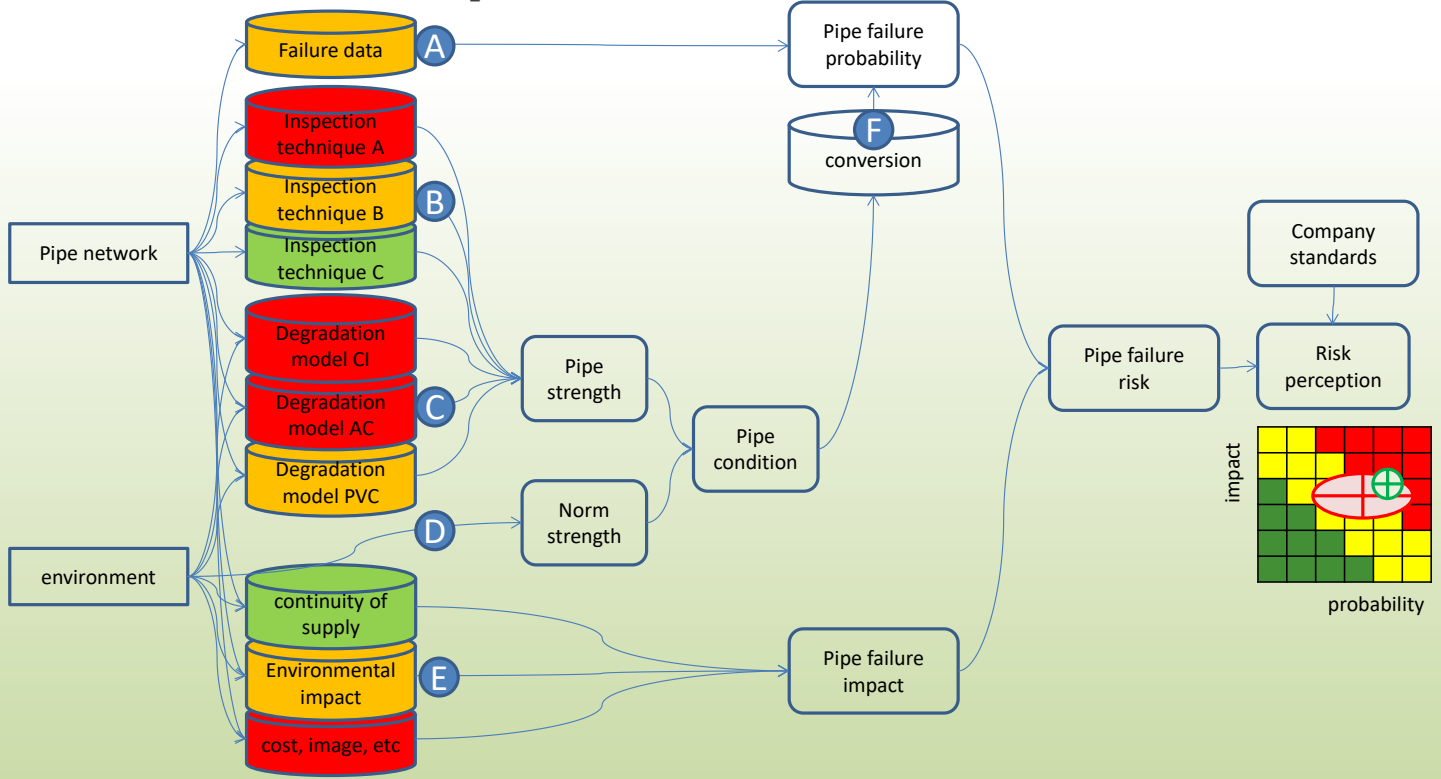 Failure data
A
Pipe failure
probability
Inspection
technique A
F
conversion
Inspection
technique B
B
Pipe network
Inspection
technique C
Company
standards
Degradation
model CI
Pipe
strength
Pipe failure
risk
Risk
perception
Degradation
model AC
C
Pipe
condition
Degradation
model PVC
impact
D
Norm
strength
environment
probability
continuity of
supply
Environmental
impact
E
Pipe failure
impact
cost, image, etc